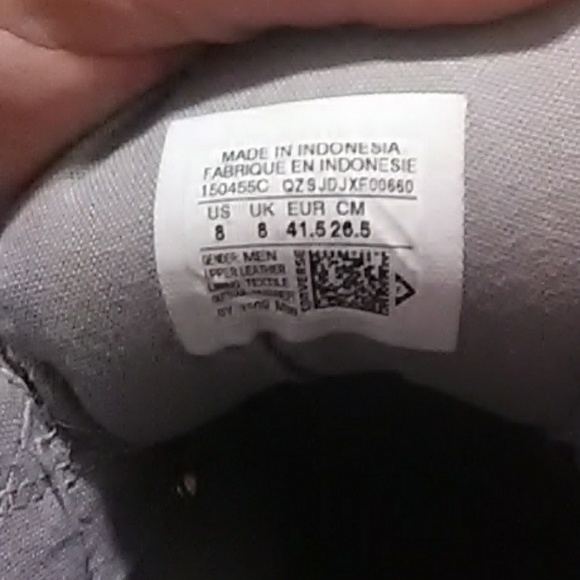 MADE IN INDONESIA
FABRIQUE EN INDONESIE
150455C QZSJDJXF00660
US UK EUR CM
8 8 41.5 26.5
GENDER: MEN
UPPER LEATHER
LINING: TEXTILE
CONVERSE